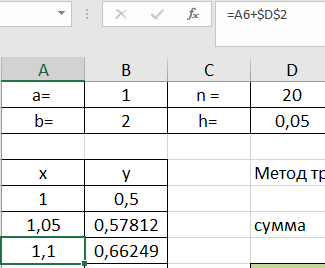 fx =A6+$D$2
A B C D
a= 1 n = 20
b= 2 h= 0,05
x y Метод тр
1 0,5
1,05 0,57812 сумма
1,1 0,66249